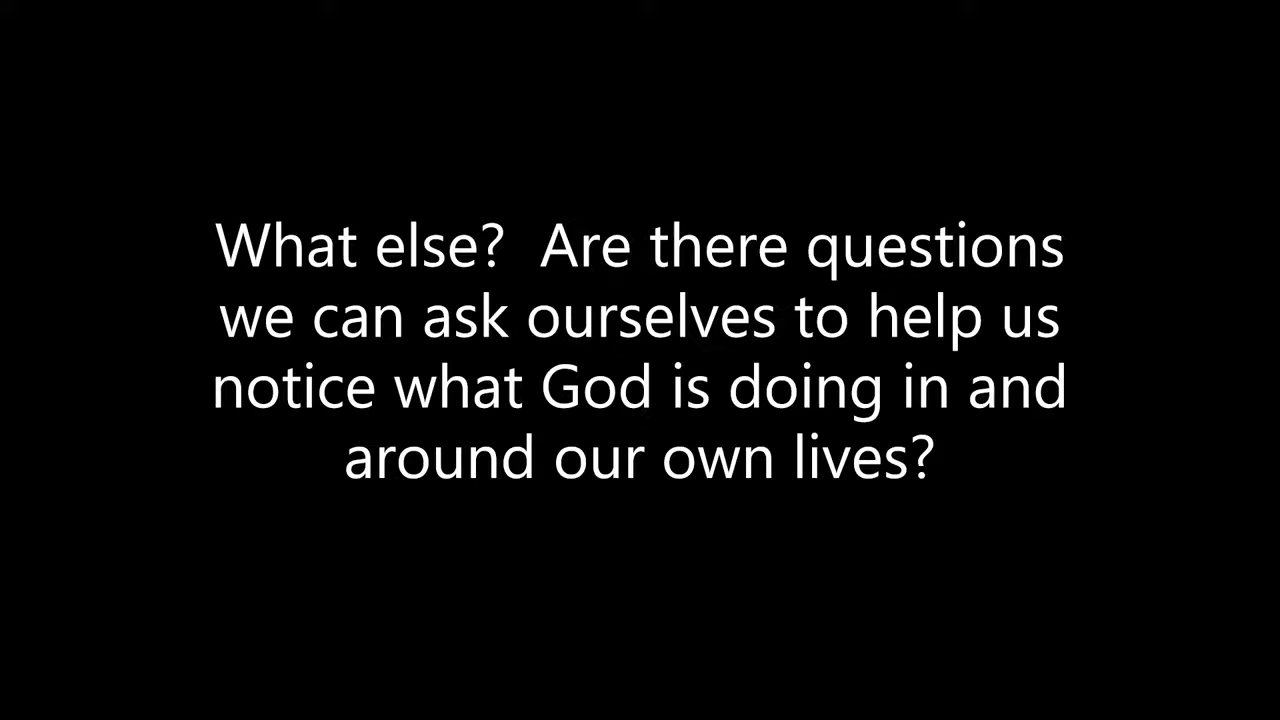 What else?  Are there questions
we can ask ourselves to help us
notice what God is doing in and
around our own lives?